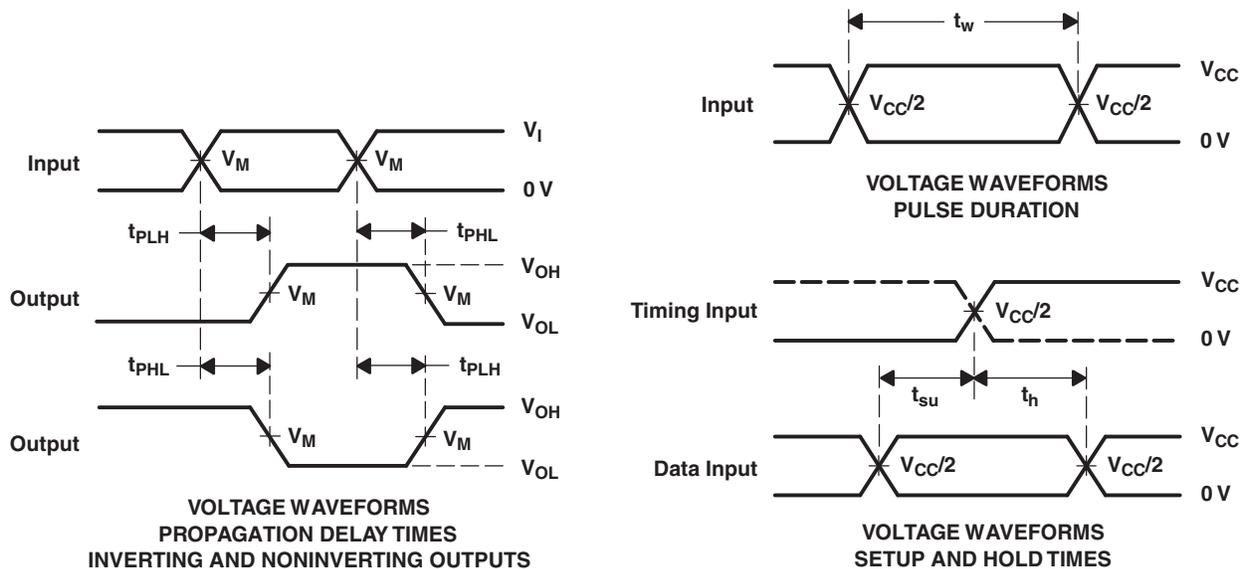 Input
V_I
V_M
V_M
0 V
t_PLH
t_PHL
Output
V_OH
V_M
V_M
V_OL
t_PHL
t_PLH
Output
V_OH
V_M
V_M
V_OL
VOLTAGE WAVEFORMS
PROPAGATION DELAY TIMES
INVERTING AND NONINVERTING OUTPUTS
t_w
Input
V_CC
V_CC/2
V_CC/2
0 V
VOLTAGE WAVEFORMS
PULSE DURATION
Timing Input
V_CC
V_CC/2
0 V
t_su
t_h
Data Input
V_CC
V_CC/2
V_CC/2
0 V
VOLTAGE WAVEFORMS
SETUP AND HOLD TIMES